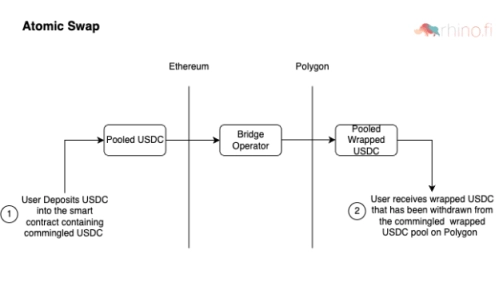 Atomic Swap
rhino.fi
Ethereum
Polygon
Pooled USDC
Bridge
Operator
Pooled
Wrapped
USDC
1
User Deposits USDC
into the smart
contract containing
commingled USDC
2
User receives wrapped USDC
that has been withdrawn from
the commingled wrapped
USDC pool on Polygon